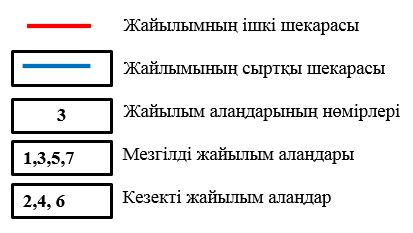 Жайылымның ішкі шекарасы
Жайлымының сыртқы шекарасы
3 Жайылым аландарының нөмірлері
1,3,5,7 Мезгілді жайылым алаңдары
2,4, 6 Кезекті жайылым алаңдар